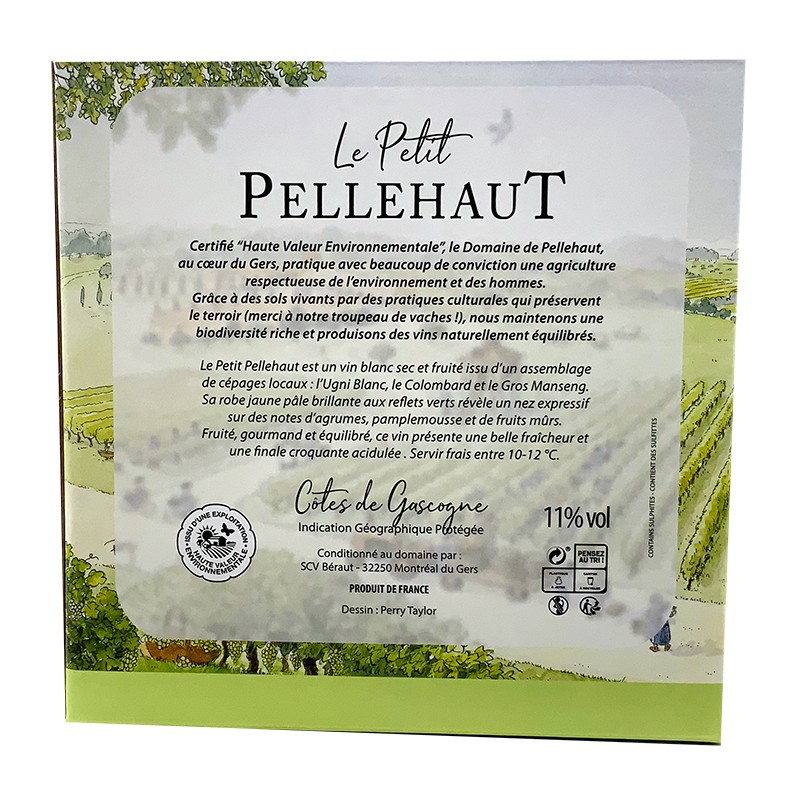 Le Petit
PELLEHAUT
Certifié "Haute Valeur Environnementale", le Domaine de Pellehaut,
au cœur du Gers, pratique avec beaucoup de conviction une agriculture
respectueuse de l'environnement et des hommes.
Grâce à des sols vivants par des pratiques culturales qui préservent
le terroir (merci à notre troupeau de vaches !), nous maintenons une
biodiversité riche et produisons des vins naturellement équilibrés.
Le Petit Pellehaut est un vin blanc sec et fruité issu d'un assemblage
de cépages locaux : l'Ugni Blanc, le Colombard et le Gros Manseng.
Sa robe jaune pâle brillante aux reflets verts révèle un nez expressif
sur des notes d'agrumes, pamplemousse et de fruits mûrs.
Fruité, gourmand et équilibré, ce vin présente une belle fraîcheur et
une finale croquante acidulée . Servir frais entre 10-12 °C.
Côtes de Gascogne
Indication Géographique Protégée
11% vol
ISSU D'UNE EXPLOITATION
HAUTE VALEUR
ENVIRONNEMENTALE
Conditionné au domaine par :
SCV Béraut - 32250 Montréal du Gers
PRODUIT DE FRANCE
Dessin : Perry Taylor
PENSEZ
AU TRI !
PLASTIQUE
À JETER
CARTON
À RECYCLER
CONTAINS SULPHITES - CONTIENT DES SULFITES